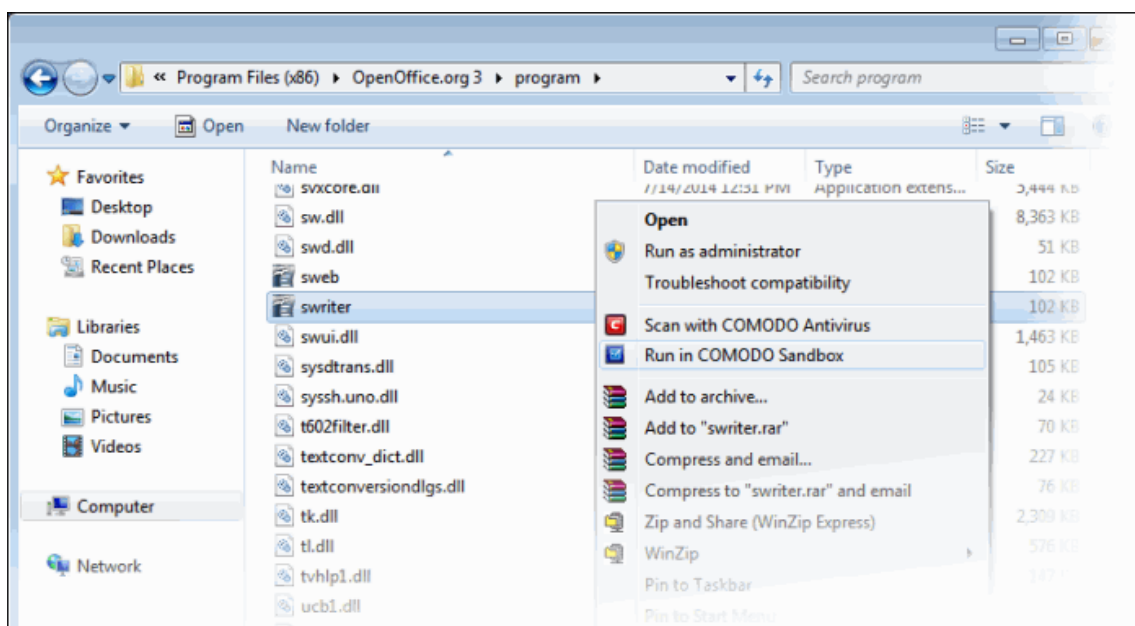 « Program Files (x86) ▸ OpenOffice.org 3 ▸ program ▸ Search program
Organize Open New folder
Favorites
Desktop
Downloads
Recent Places
Libraries
Documents
Music
Pictures
Videos
Computer
Network
Name Date modified Type Size
svxcore.dll 7/14/2014 12:31 PM Application extens... 5,444 KB
sw.dll 8,363 KB
swd.dll 51 KB
sweb 102 KB
swriter 102 KB
swui.dll 1,463 KB
sysdtrans.dll 105 KB
syssh.uno.dll 24 KB
t602filter.dll 70 KB
textconv_dict.dll 227 KB
textconversiondlgs.dll 76 KB
tk.dll 2,309 KB
tl.dll 576 KB
tvhlp1.dll
ucb1.dll
Open
Run as administrator
Troubleshoot compatibility
Scan with COMODO Antivirus
Run in COMODO Sandbox
Add to archive...
Add to "swriter.rar"
Compress and email...
Compress to "swriter.rar" and email
Zip and Share (WinZip Express)
WinZip
Pin to Taskbar
Pin to Start Menu